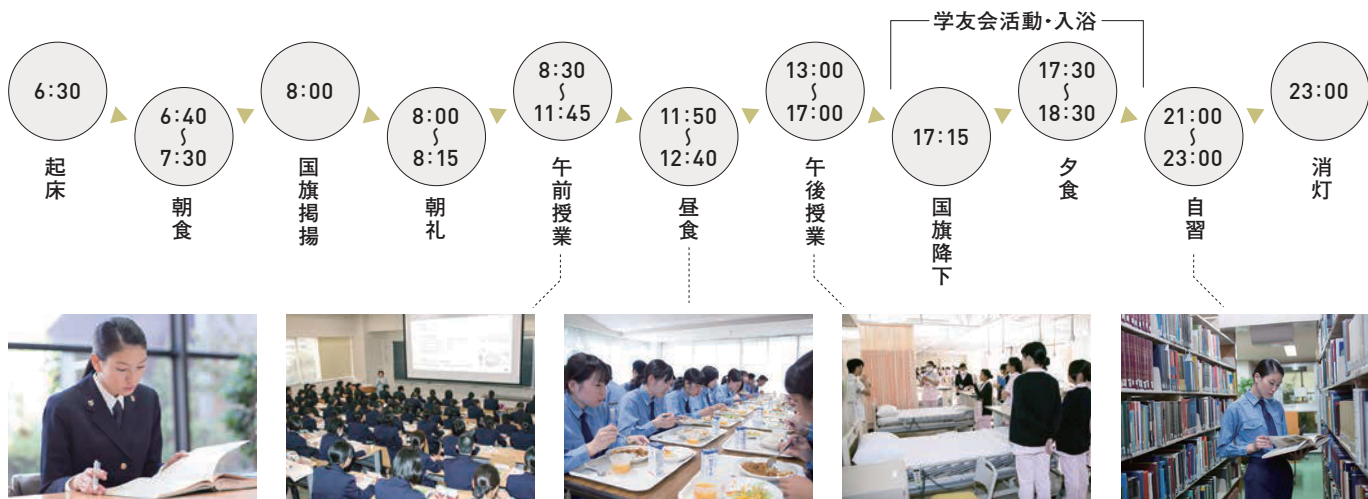 学友会活動・入浴
6:30
起床
6:40
〜
7:30
朝食
8:00
国旗掲揚
8:00
〜
8:15
朝礼
8:30
〜
11:45
午前授業
11:50
〜
12:40
昼食
13:00
〜
17:00
午後授業
17:15
国旗降下
17:30
〜
18:30
夕食
21:00
〜
23:00
自習
23:00
消灯